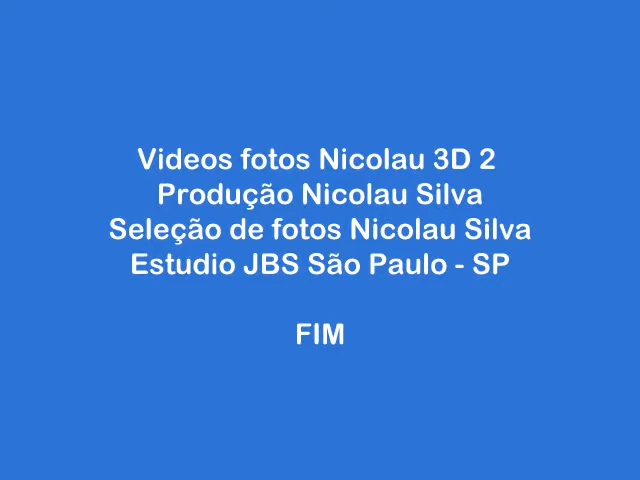 Videos fotos Nicolau 3D 2
Produção Nicolau Silva
Seleção de fotos Nicolau Silva
Estudio JBS São Paulo - SP
FIM